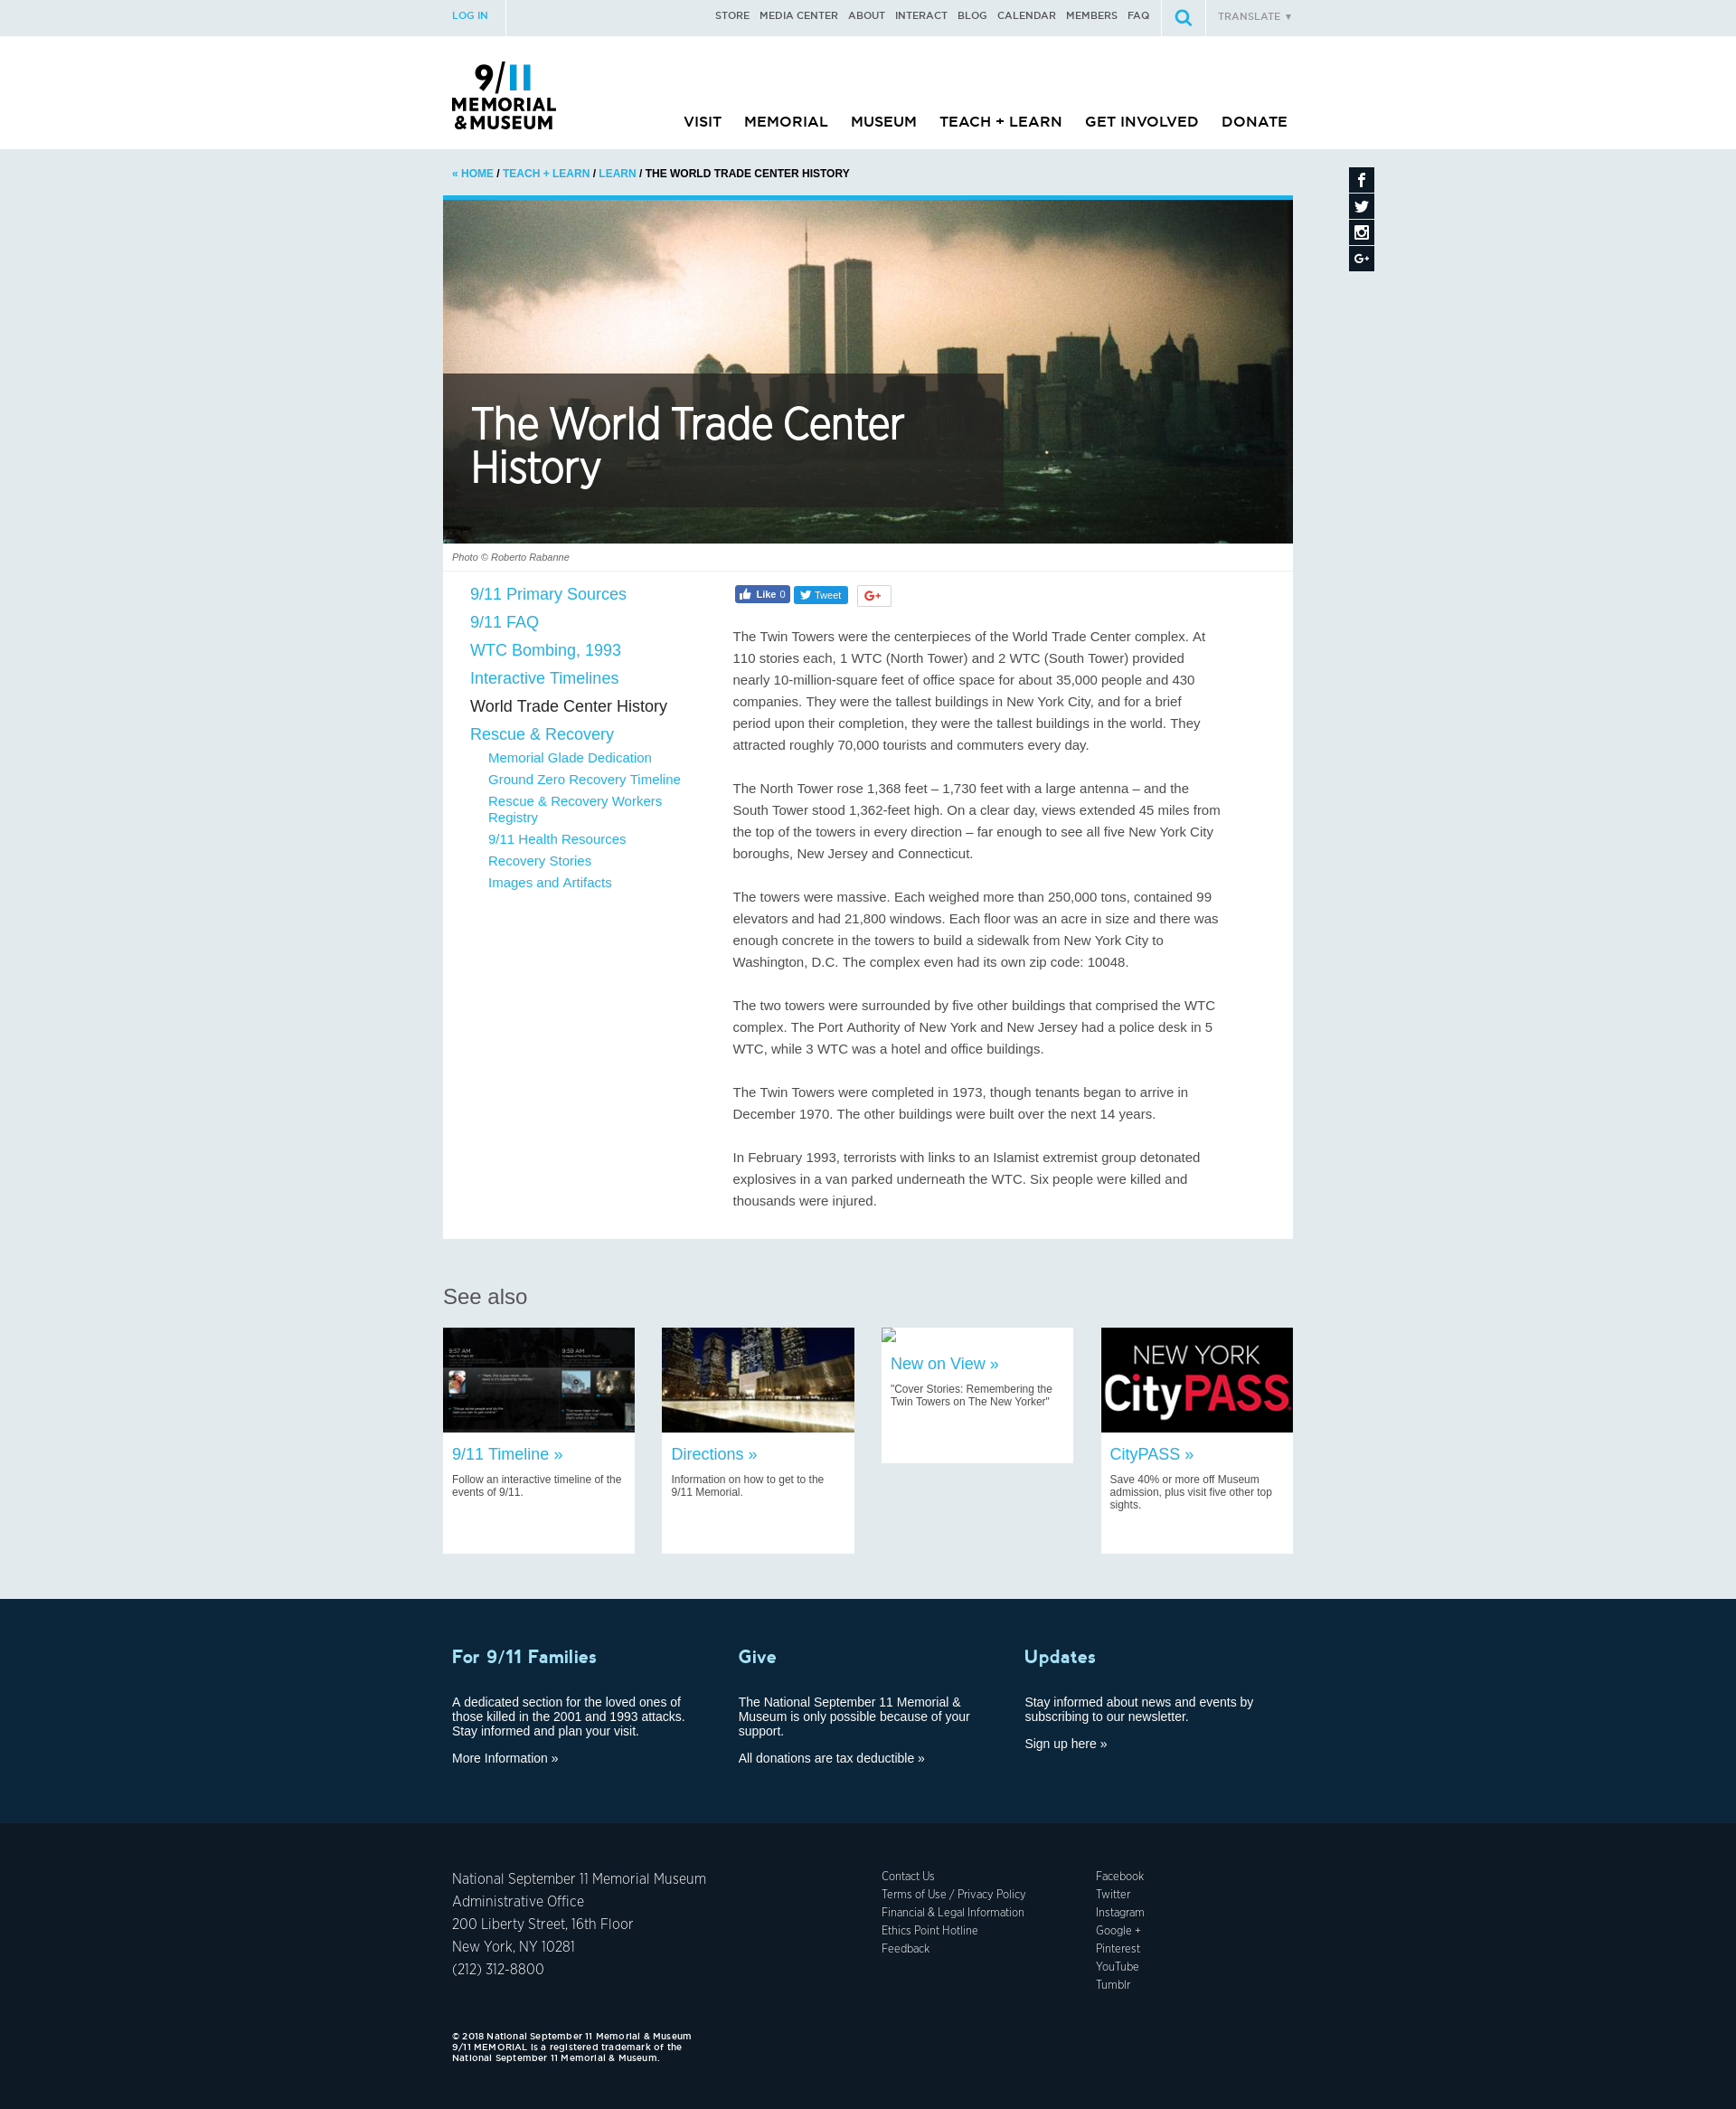 LOG IN
STORE MEDIA CENTER ABOUT INTERACT BLOG CALENDAR MEMBERS FAQ
TRANSLATE ▼
9/11
MEMORIAL
& MUSEUM
VISIT MEMORIAL MUSEUM TEACH + LEARN GET INVOLVED DONATE
« HOME / TEACH + LEARN / LEARN / THE WORLD TRADE CENTER HISTORY
The World Trade Center
History
Photo © Roberto Rabanne
9/11 Primary Sources
9/11 FAQ
WTC Bombing, 1993
Interactive Timelines
World Trade Center History
Rescue & Recovery
Memorial Glade Dedication
Ground Zero Recovery Timeline
Rescue & Recovery Workers
Registry
9/11 Health Resources
Recovery Stories
Images and Artifacts
Like 0 Tweet G+
The Twin Towers were the centerpieces of the World Trade Center complex. At
110 stories each, 1 WTC (North Tower) and 2 WTC (South Tower) provided
nearly 10-million-square feet of office space for about 35,000 people and 430
companies. They were the tallest buildings in New York City, and for a brief
period upon their completion, they were the tallest buildings in the world. They
attracted roughly 70,000 tourists and commuters every day.
The North Tower rose 1,368 feet – 1,730 feet with a large antenna – and the
South Tower stood 1,362-feet high. On a clear day, views extended 45 miles from
the top of the towers in every direction – far enough to see all five New York City
boroughs, New Jersey and Connecticut.
The towers were massive. Each weighed more than 250,000 tons, contained 99
elevators and had 21,800 windows. Each floor was an acre in size and there was
enough concrete in the towers to build a sidewalk from New York City to
Washington, D.C. The complex even had its own zip code: 10048.
The two towers were surrounded by five other buildings that comprised the WTC
complex. The Port Authority of New York and New Jersey had a police desk in 5
WTC, while 3 WTC was a hotel and office buildings.
The Twin Towers were completed in 1973, though tenants began to arrive in
December 1970. The other buildings were built over the next 14 years.
In February 1993, terrorists with links to an Islamist extremist group detonated
explosives in a van parked underneath the WTC. Six people were killed and
thousands were injured.
See also
9:57 AM
9:59 AM
9/11 Timeline »
Follow an interactive timeline of the
events of 9/11.
Directions »
Information on how to get to the
9/11 Memorial.
New on View »
"Cover Stories: Remembering the
Twin Towers on The New Yorker"
NEW YORK
CityPASS
CityPASS »
Save 40% or more off Museum
admission, plus visit five other top
sights.
For 9/11 Families
A dedicated section for the loved ones of
those killed in the 2001 and 1993 attacks.
Stay informed and plan your visit.
More Information »
Give
The National September 11 Memorial &
Museum is only possible because of your
support.
All donations are tax deductible »
Updates
Stay informed about news and events by
subscribing to our newsletter.
Sign up here »
National September 11 Memorial Museum
Administrative Office
200 Liberty Street, 16th Floor
New York, NY 10281
(212) 312-8800
Contact Us
Terms of Use / Privacy Policy
Financial & Legal Information
Ethics Point Hotline
Feedback
Facebook
Twitter
Instagram
Google +
Pinterest
YouTube
Tumblr
© 2018 National September 11 Memorial & Museum
9/11 MEMORIAL is a registered trademark of the
National September 11 Memorial & Museum.